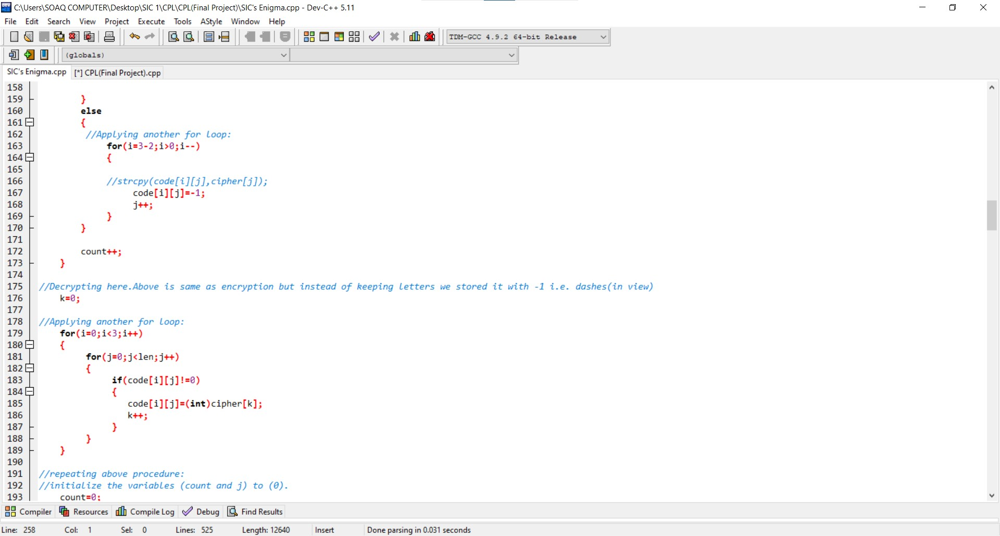 C:\Users\SOAQ COMPUTER\Desktop\SIC 1\CPL\CPL(Final Project)\SIC's Enigma.cpp - Dev-C++ 5.11
File Edit Search View Project Execute Tools AStyle Window Help
TDM-GCC 4.9.2 64-bit Release
(globals)
SIC's Enigma.cpp [*] CPL(Final Project).cpp
158
159 }
160 else
161 {
162 //Applying another for loop:
163 for(i=3-2;i>0;i--)
164 {
165
166 //strcpy(code[i][j],cipher[j]);
167 code[i][j]=-1;
168 j++;
169 }
170 }
171
172 count++;
173 }
174
175 //Decrypting here.Above is same as encryption but instead of keeping letters we stored it with -1 i.e. dashes(in view)
176 k=0;
177
178 //Applying another for loop:
179 for(i=0;i<3;i++)
180 {
181 for(j=0;j<len;j++)
182 {
183 if(code[i][j]!=0)
184 {
185 code[i][j]=(int)cipher[k];
186 k++;
187 }
188 }
189 }
190
191 //repeating above procedure:
192 //initialize the variables (count and j) to (0).
193 count=0;
Compiler Resources Compile Log Debug Find Results
Line: 258 Col: 1 Sel: 0 Lines: 525 Length: 12640 Insert Done parsing in 0.031 seconds